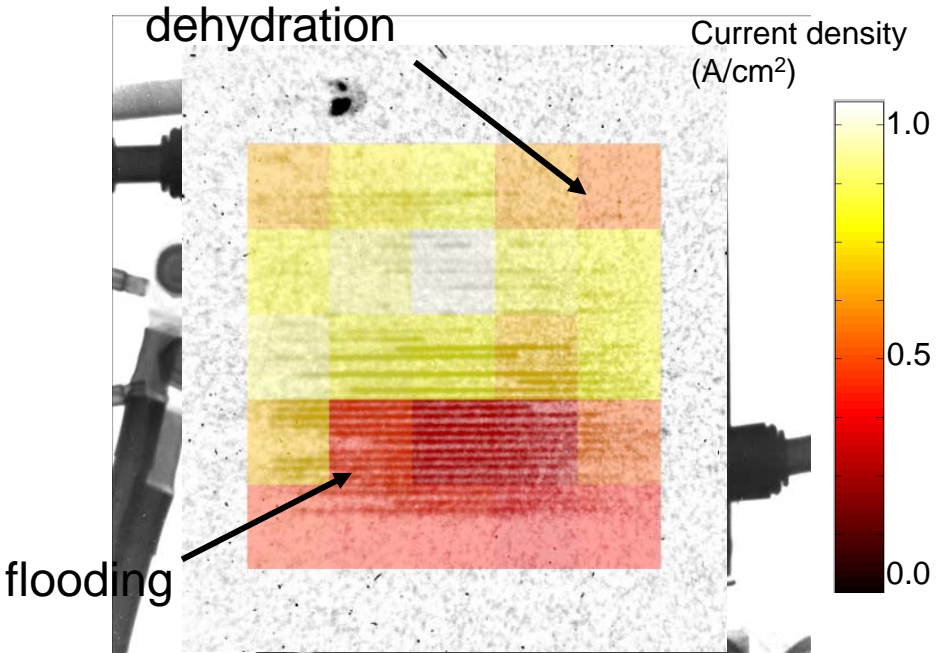 dehydration
Current density
(A/cm²)
1.0
0.5
0.0
flooding